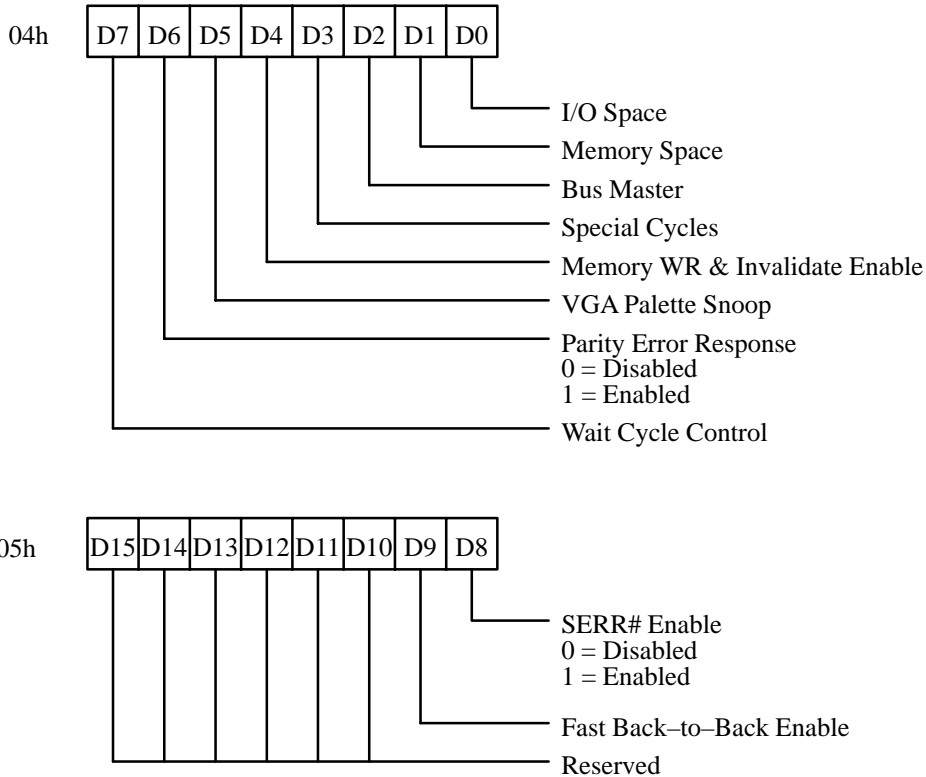 04h D7 D6 D5 D4 D3 D2 D1 D0
I/O Space
Memory Space
Bus Master
Special Cycles
Memory WR & Invalidate Enable
VGA Palette Snoop
Parity Error Response
0 = Disabled
1 = Enabled
Wait Cycle Control
05h D15 D14 D13 D12 D11 D10 D9 D8
SERR# Enable
0 = Disabled
1 = Enabled
Fast Back–to–Back Enable
Reserved